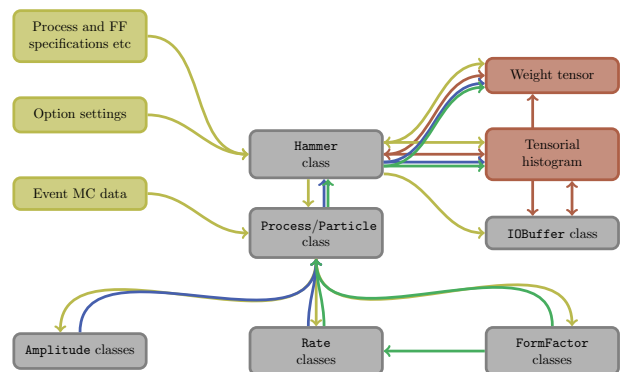 Process and FF
specifications etc
Option settings
Event MC data
Hammer
class
Process/Particle
class
Weight tensor
Tensorial
histogram
IOBuffer class
Amplitude classes
Rate
classes
FormFactor
classes